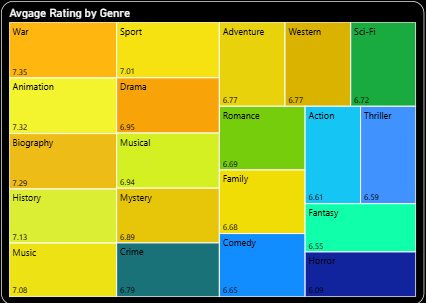 Avgage Rating by Genre
War
7.35
Animation
7.32
Biography
7.29
History
7.13
Music
7.08
Sport
7.01
Drama
6.95
Musical
6.94
Mystery
6.89
Crime
6.79
Adventure
6.77
Western
6.77
Sci-Fi
6.72
Romance
6.69
Family
6.68
Comedy
6.65
Action
6.61
Thriller
6.59
Fantasy
6.55
Horror
6.09